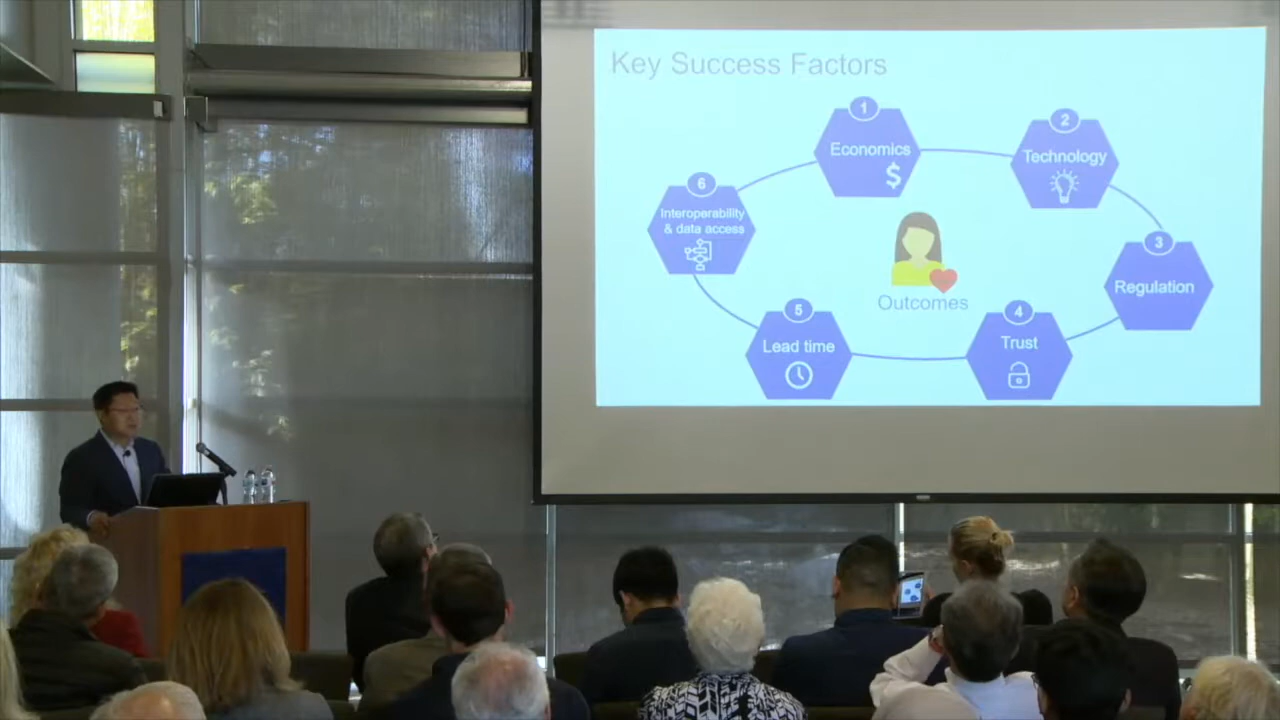 Key Success Factors
1
Economics
$
2
Technology
3
Regulation
4
Trust
5
Lead time
6
Interoperability
& data access
Outcomes